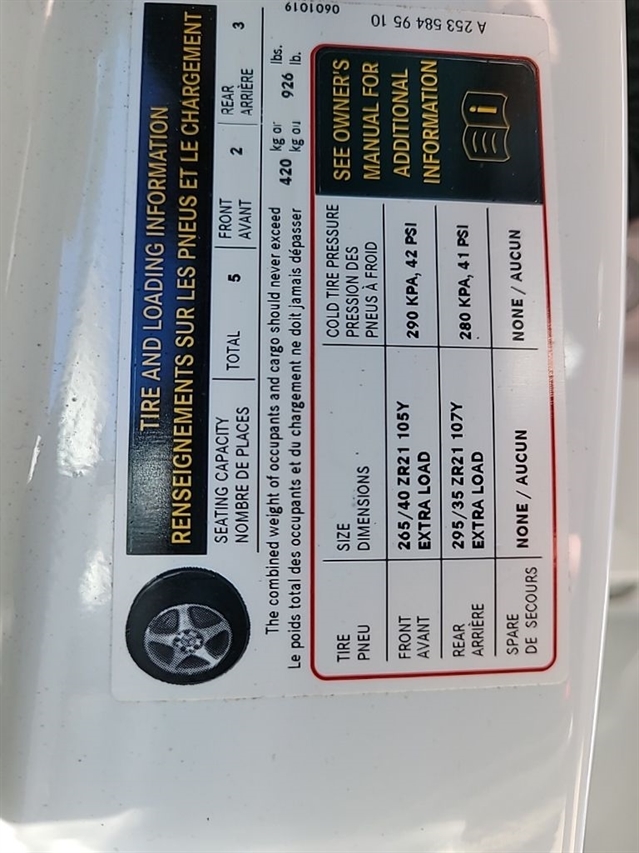 TIRE AND LOADING INFORMATION
RENSEIGNEMENTS SUR LES PNEUS ET LE CHARGEMENT
SEATING CAPACITY
NOMBRE DE PLACES
TOTAL 5
FRONT
AVANT
2
REAR
ARRIÈRE
3
The combined weight of occupants and cargo should never exceed
Le poids total des occupants et du chargement ne doit jamais dépasser
420 kg or
kg ou
926 lbs.
lb.
TIRE
PNEU
SIZE
DIMENSIONS
COLD TIRE PRESSURE
PRESSION DES
PNEUS À FROID
FRONT
AVANT
265/40 ZR21 105Y
EXTRA LOAD
290 KPA, 42 PSI
REAR
ARRIÈRE
295/35 ZR21 107Y
EXTRA LOAD
280 KPA, 41 PSI
SPARE
DE SECOURS
NONE / AUCUN
NONE / AUCUN
SEE OWNER'S
MANUAL FOR
ADDITIONAL
INFORMATION
0601019
A 253 584 95 10